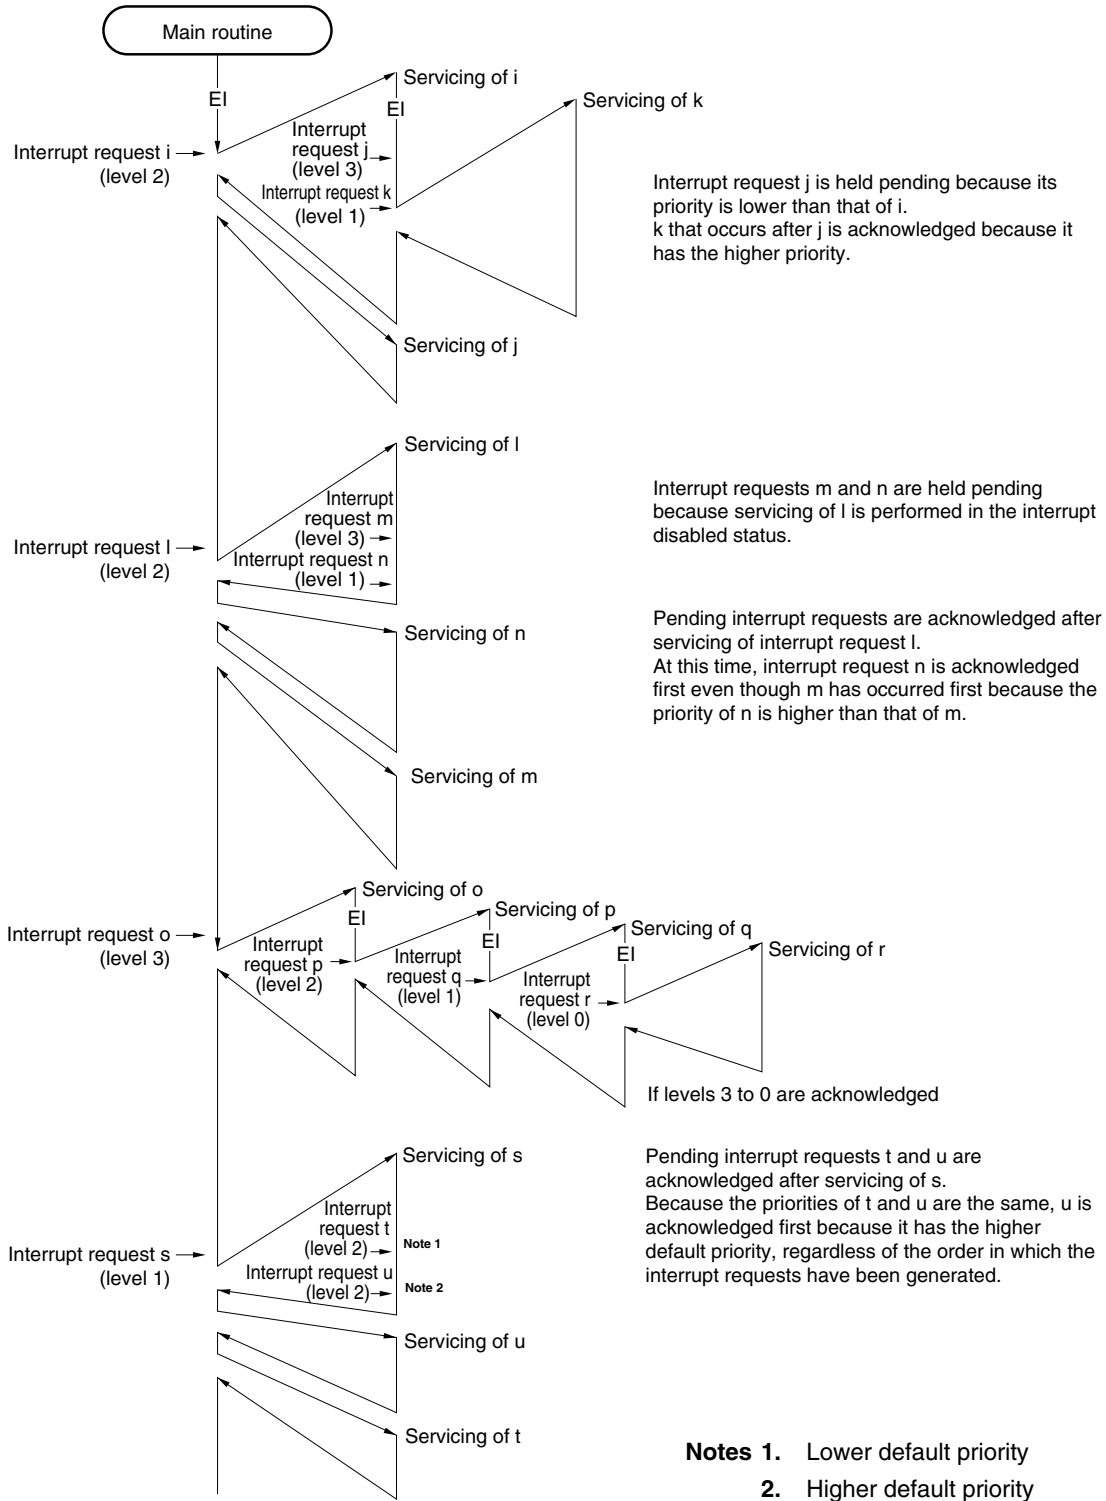 Main routine
EI
Servicing of i
EI
Servicing of k
Interrupt
request j
(level 3)
Interrupt request i
(level 2)
Interrupt request k
(level 1)
Interrupt request j is held pending because its
priority is lower than that of i.
k that occurs after j is acknowledged because it
has the higher priority.
Servicing of j
Servicing of l
Interrupt
request m
(level 3)
Interrupt request l
(level 2)
Interrupt request n
(level 1)
Interrupt requests m and n are held pending
because servicing of l is performed in the interrupt
disabled status.
Servicing of n
Pending interrupt requests are acknowledged after
servicing of interrupt request l.
At this time, interrupt request n is acknowledged
first even though m has occurred first because the
priority of n is higher than that of m.
Servicing of m
Servicing of o
EI
Interrupt request o
(level 3)
Interrupt
request p
(level 2)
Servicing of p
EI
Interrupt
request q
(level 1)
Servicing of q
EI
Interrupt
request r
(level 0)
Servicing of r
If levels 3 to 0 are acknowledged
Servicing of s
Interrupt
request t
(level 2)
Note 1
Interrupt request s
(level 1)
Interrupt request u
(level 2)
Note 2
Pending interrupt requests t and u are
acknowledged after servicing of s.
Because the priorities of t and u are the same, u is
acknowledged first because it has the higher
default priority, regardless of the order in which the
interrupt requests have been generated.
Servicing of u
Servicing of t
Notes 1. Lower default priority
2. Higher default priority